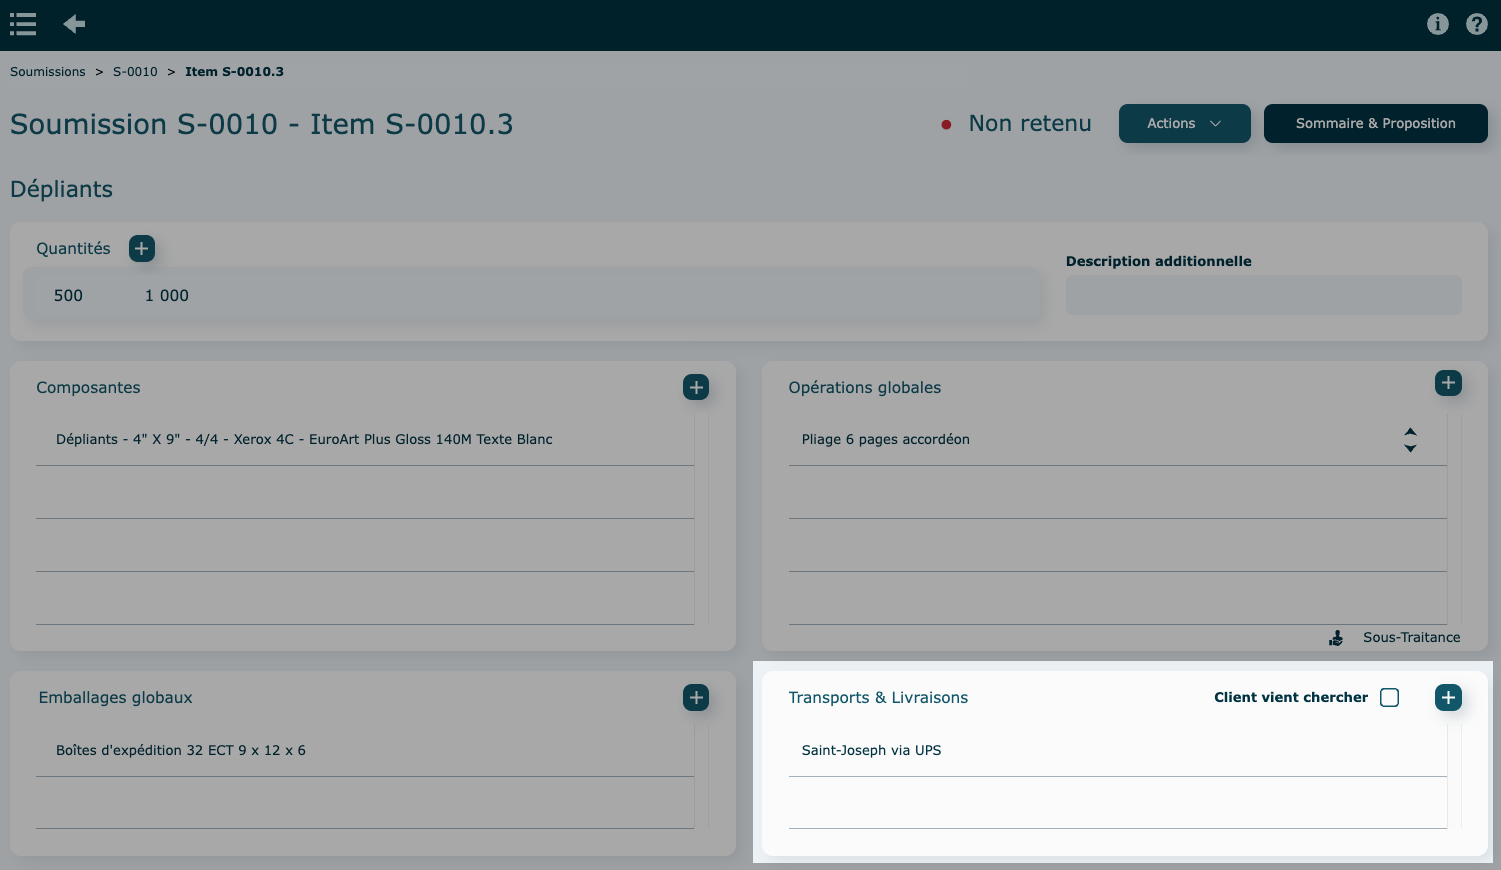 Soumissions > S-0010 > Item S-0010.3
Soumission S-0010 - Item S-0010.3
Non retenu
Actions
Sommaire & Proposition
Dépliants
Quantités
500 1 000
Description additionnelle
Composantes
Dépliants - 4" X 9" - 4/4 - Xerox 4C - EuroArt Plus Gloss 140M Texte Blanc
Opérations globales
Pliage 6 pages accordéon
Sous-Traitance
Emballages globaux
Boîtes d'expédition 32 ECT 9 x 12 x 6
Transports & Livraisons
Client vient chercher
Saint-Joseph via UPS